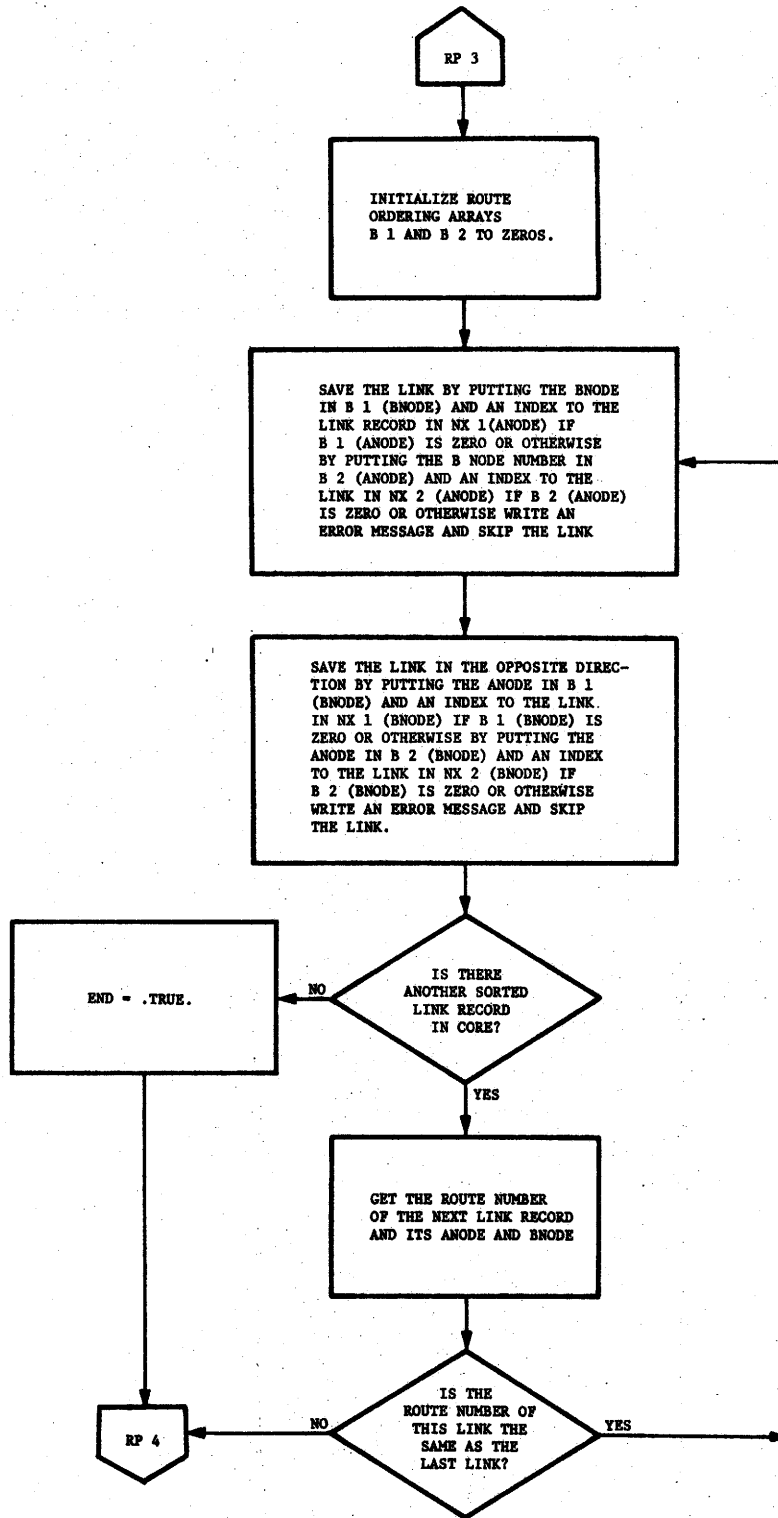 RP 3
INITIALIZE ROUTE
ORDERING ARRAYS
B 1 AND B 2 TO ZEROS.
SAVE THE LINK BY PUTTING THE BNODE
IN B 1 (BNODE) AND AN INDEX TO THE
LINK RECORD IN NX 1(ANODE) IF
B 1 (ANODE) IS ZERO OR OTHERWISE
BY PUTTING THE B NODE NUMBER IN
B 2 (ANODE) AND AN INDEX TO THE
LINK IN NX 2 (ANODE) IF B 2 (ANODE)
IS ZERO OR OTHERWISE WRITE AN
ERROR MESSAGE AND SKIP THE LINK
SAVE THE LINK IN THE OPPOSITE DIREC-
TION BY PUTTING THE ANODE IN B 1
(BNODE) AND AN INDEX TO THE LINK.
IN NX 1 (BNODE) IF B 1 (BNODE) IS
ZERO OR OTHERWISE BY PUTTING THE
ANODE IN B 2 (BNODE) AND AN INDEX
TO THE LINK IN NX 2 (BNODE) IF
B 2 (BNODE) IS ZERO OR OTHERWISE
WRITE AN ERROR MESSAGE AND SKIP
THE LINK.
IS THERE
ANOTHER SORTED
LINK RECORD
IN CORE?
NO
END = .TRUE.
YES
GET THE ROUTE NUMBER
OF THE NEXT LINK RECORD
AND ITS ANODE AND BNODE
IS THE
ROUTE NUMBER OF
THIS LINK THE
SAME AS THE
LAST LINK?
NO
YES
RP 4